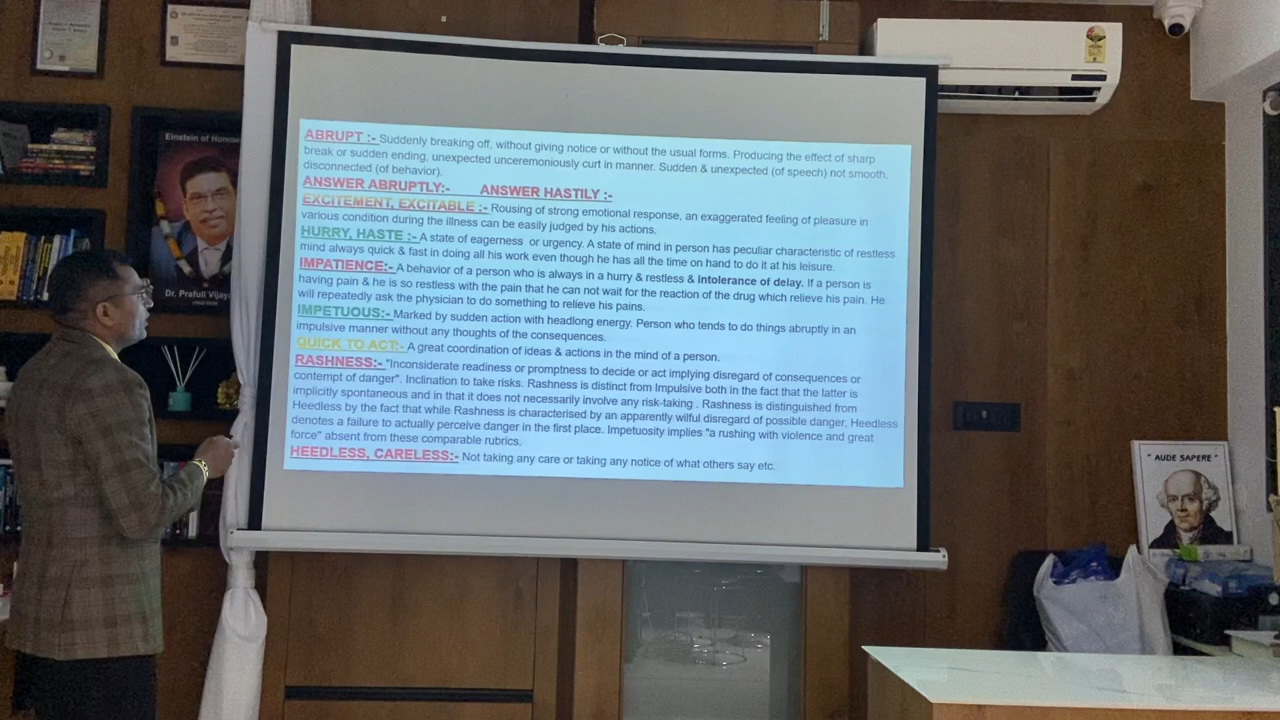 Einstein of Homoe
Dr. Prafull Vijay
ABRUPT :- Suddenly breaking off, without giving notice or without the usual forms. Producing the effect of sharp
break or sudden ending, unexpected unceremoniously curt in manner. Sudden & unexpected (of speech) not smooth,
disconnected (of behavior).
ANSWER ABRUPTLY:- ANSWER HASTILY :-
EXCITEMENT, EXCITABLE :- Rousing of strong emotional response, an exaggerated feeling of pleasure in
various condition during the illness can be easily judged by his actions.
HURRY, HASTE :- A state of eagerness or urgency. A state of mind in person has peculiar characteristic of restless
mind always quick & fast in doing all his work even though he has all the time on hand to do it at his leisure.
IMPATIENCE:- A behavior of a person who is always in a hurry & restless & intolerance of delay. If a person is
having pain & he is so restless with the pain that he can not wait for the reaction of the drug which relieve his pain. He
will repeatedly ask the physician to do something to relieve his pains.
IMPETUOUS:- Marked by sudden action with headlong energy. Person who tends to do things abruptly in an
impulsive manner without any thoughts of the consequences.
QUICK TO ACT:- A great coordination of ideas & actions in the mind of a person.
RASHNESS:- "Inconsiderate readiness or promptness to decide or act implying disregard of consequences or
contempt of danger". Inclination to take risks. Rashness is distinct from Impulsive both in the fact that the latter is
implicitly spontaneous and in that it does not necessarily involve any risk-taking . Rashness is distinguished from
Heedless by the fact that while Rashness is characterised by an apparently wilful disregard of possible danger, Heedless
denotes a failure to actually perceive danger in the first place. Impetuosity implies "a rushing with violence and great
force" absent from these comparable rubrics.
HEEDLESS, CARELESS:- Not taking any care or taking any notice of what others say etc.
" AUDE SAPERE "